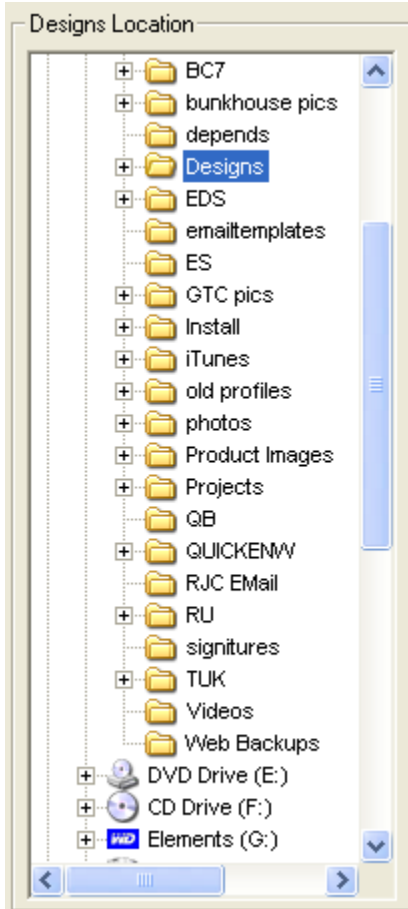 Designs Location
BC7
bunkhouse pics
depends
Designs
EDS
emailtemplates
ES
GTC pics
Install
iTunes
old profiles
photos
Product Images
Projects
QB
QUICKENW
RJC EMail
RU
signitures
TUK
Videos
Web Backups
DVD Drive (E:)
CD Drive (F:)
WD Elements (G:)